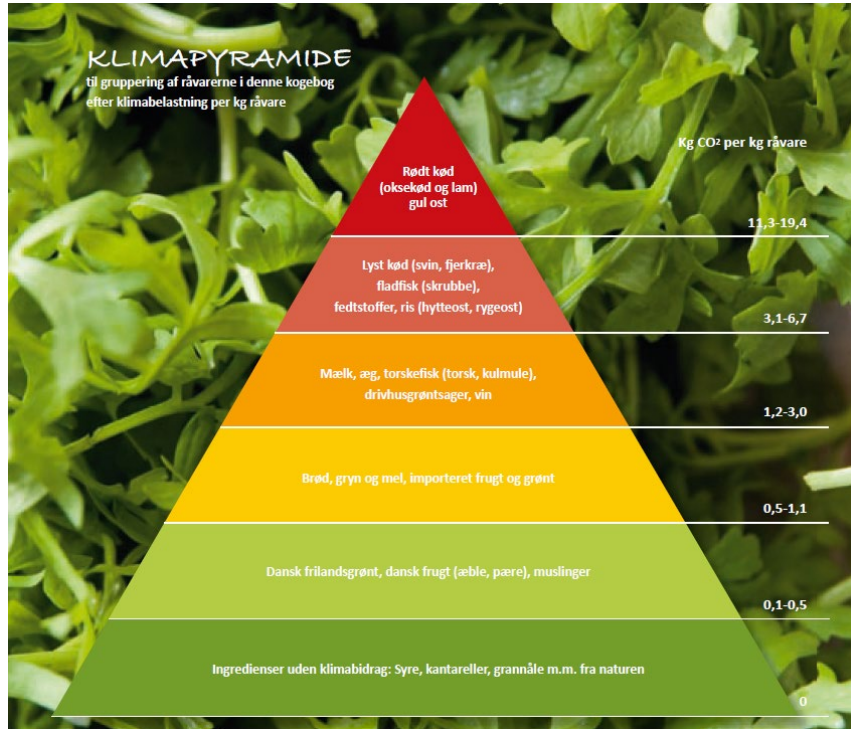 KLIMAPYRAMIDE
til gruppering af råvarerne i denne kogebog
efter klimabelastning per kg råvare
Kg CO² per kg råvare
Rødt kød
(oksekød og lam)
gul ost
11,3-19,4
Lyst kød (svin, fjerkræ),
fladfisk (skrubbe),
fedtstoffer, ris (hytteost, rygeost)
3,1-6,7
Mælk, æg, torskefisk (torsk, kulmule),
drivhusgrøntsager, vin
1,2-3,0
Brød, gryn og mel, importeret frugt og grønt
0,5-1,1
Dansk frilandsgrønt, dansk frugt (æble, pære), muslinger
0,1-0,5
Ingredienser uden klimabidrag: Syre, kantareller, grannåle m.m. fra naturen
0